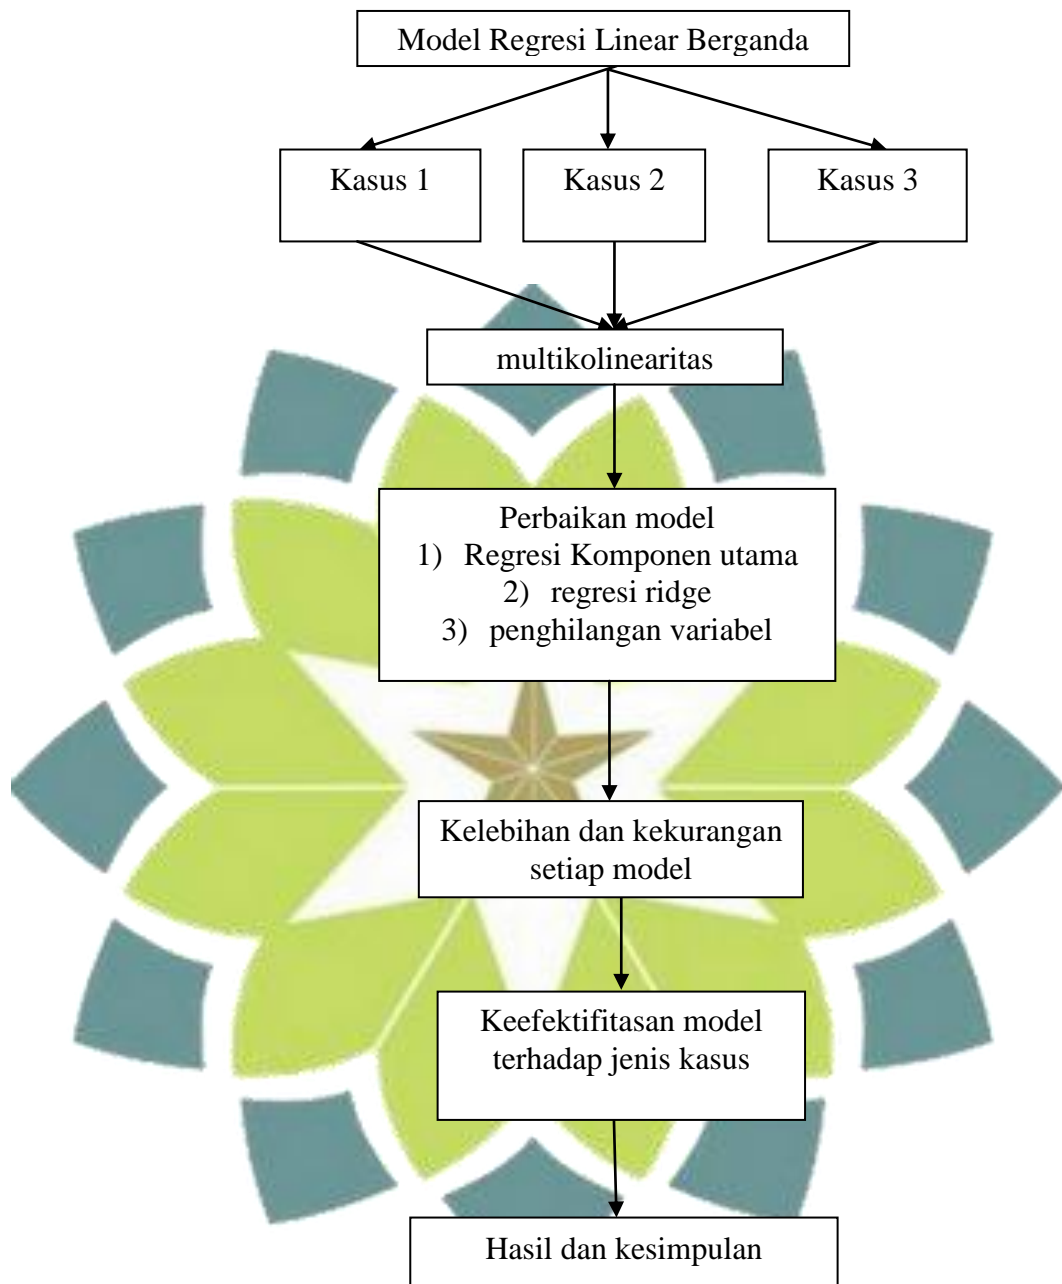 Model Regresi Linear Berganda
Kasus 1
Kasus 2
Kasus 3
multikolinearitas
Perbaikan model
1) Regresi Komponen utama
2) regresi ridge
3) penghilangan variabel
Kelebihan dan kekurangan
setiap model
Keefektifitasan model
terhadap jenis kasus
Hasil dan kesimpulan